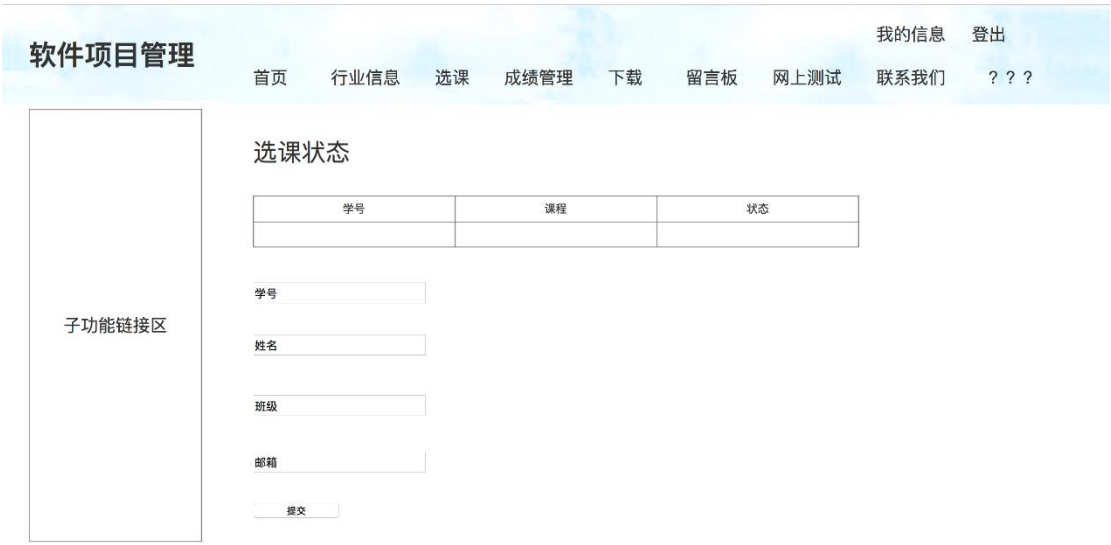 软件项目管理
我的信息 登出
首页 行业信息 选课 成绩管理 下载 留言板 网上测试 联系我们 ？？？
子功能链接区
选课状态
学号 课程 状态
学号
姓名
班级
邮箱
提交